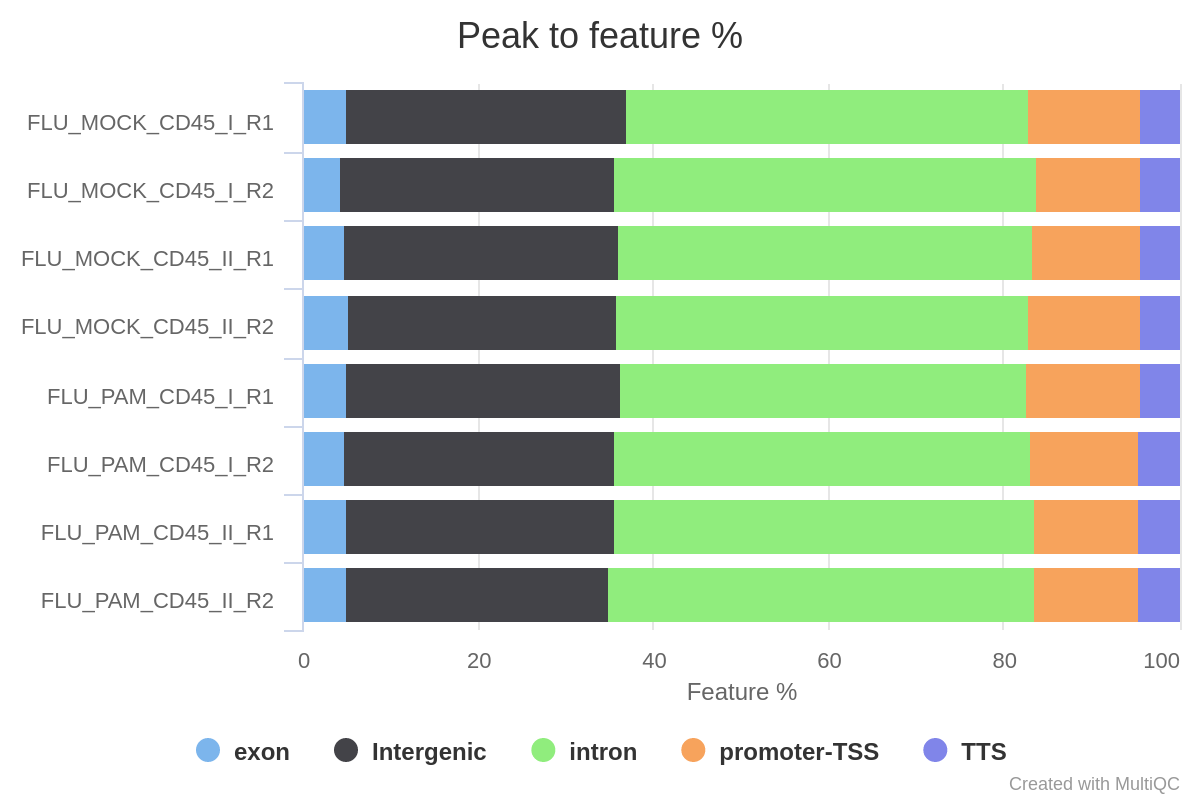 Peak to feature %
FLU_MOCK_CD45_I_R1
FLU_MOCK_CD45_I_R2
FLU_MOCK_CD45_II_R1
FLU_MOCK_CD45_II_R2
FLU_PAM_CD45_I_R1
FLU_PAM_CD45_I_R2
FLU_PAM_CD45_II_R1
FLU_PAM_CD45_II_R2
0 20 40 60 80 100
Feature %
exon Intergenic intron promoter-TSS TTS
Created with MultiQC